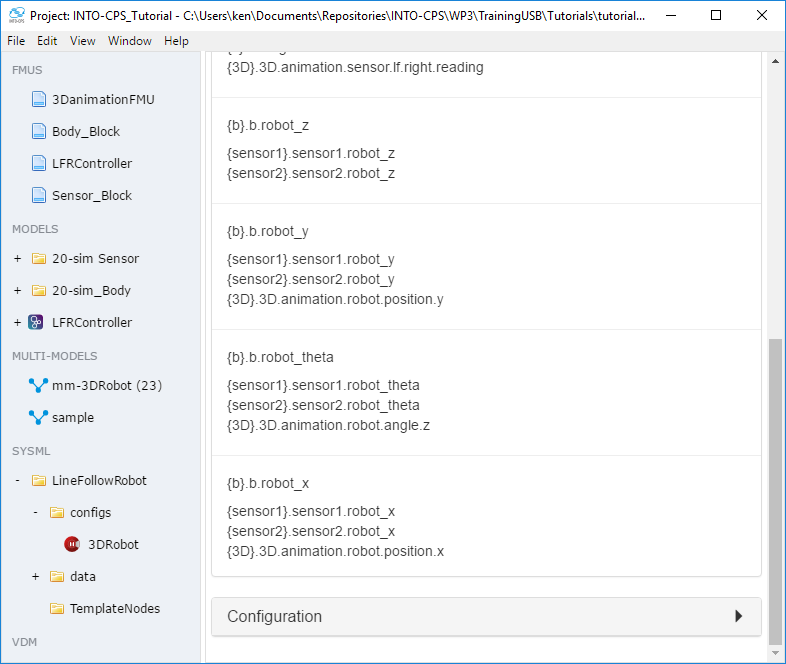 Project: INTO-CPS_Tutorial - C:\Users\ken\Documents\Repositories\INTO-CPS\WP3\TrainingUSB\Tutorials\tutorial...
File Edit View Window Help
FMUS
3DanimationFMU
Body_Block
LFRController
Sensor_Block
MODELS
+ 20-sim Sensor
+ 20-sim_Body
+ LFRController
MULTI-MODELS
mm-3DRobot (23)
sample
SYSML
- LineFollowRobot
- configs
3DRobot
+ data
TemplateNodes
VDM
{3D}.3D.animation.sensor.lf.right.reading
{b}.b.robot_z
{sensor1}.sensor1.robot_z
{sensor2}.sensor2.robot_z
{b}.b.robot_y
{sensor1}.sensor1.robot_y
{sensor2}.sensor2.robot_y
{3D}.3D.animation.robot.position.y
{b}.b.robot_theta
{sensor1}.sensor1.robot_theta
{sensor2}.sensor2.robot_theta
{3D}.3D.animation.robot.angle.z
{b}.b.robot_x
{sensor1}.sensor1.robot_x
{sensor2}.sensor2.robot_x
{3D}.3D.animation.robot.position.x
Configuration